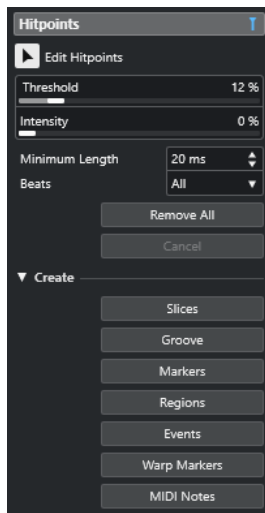 Hitpoints
Edit Hitpoints
Threshold 12 %
Intensity 0 %
Minimum Length 20 ms
Beats All
Remove All
Cancel
Create
Slices
Groove
Markers
Regions
Events
Warp Markers
MIDI Notes